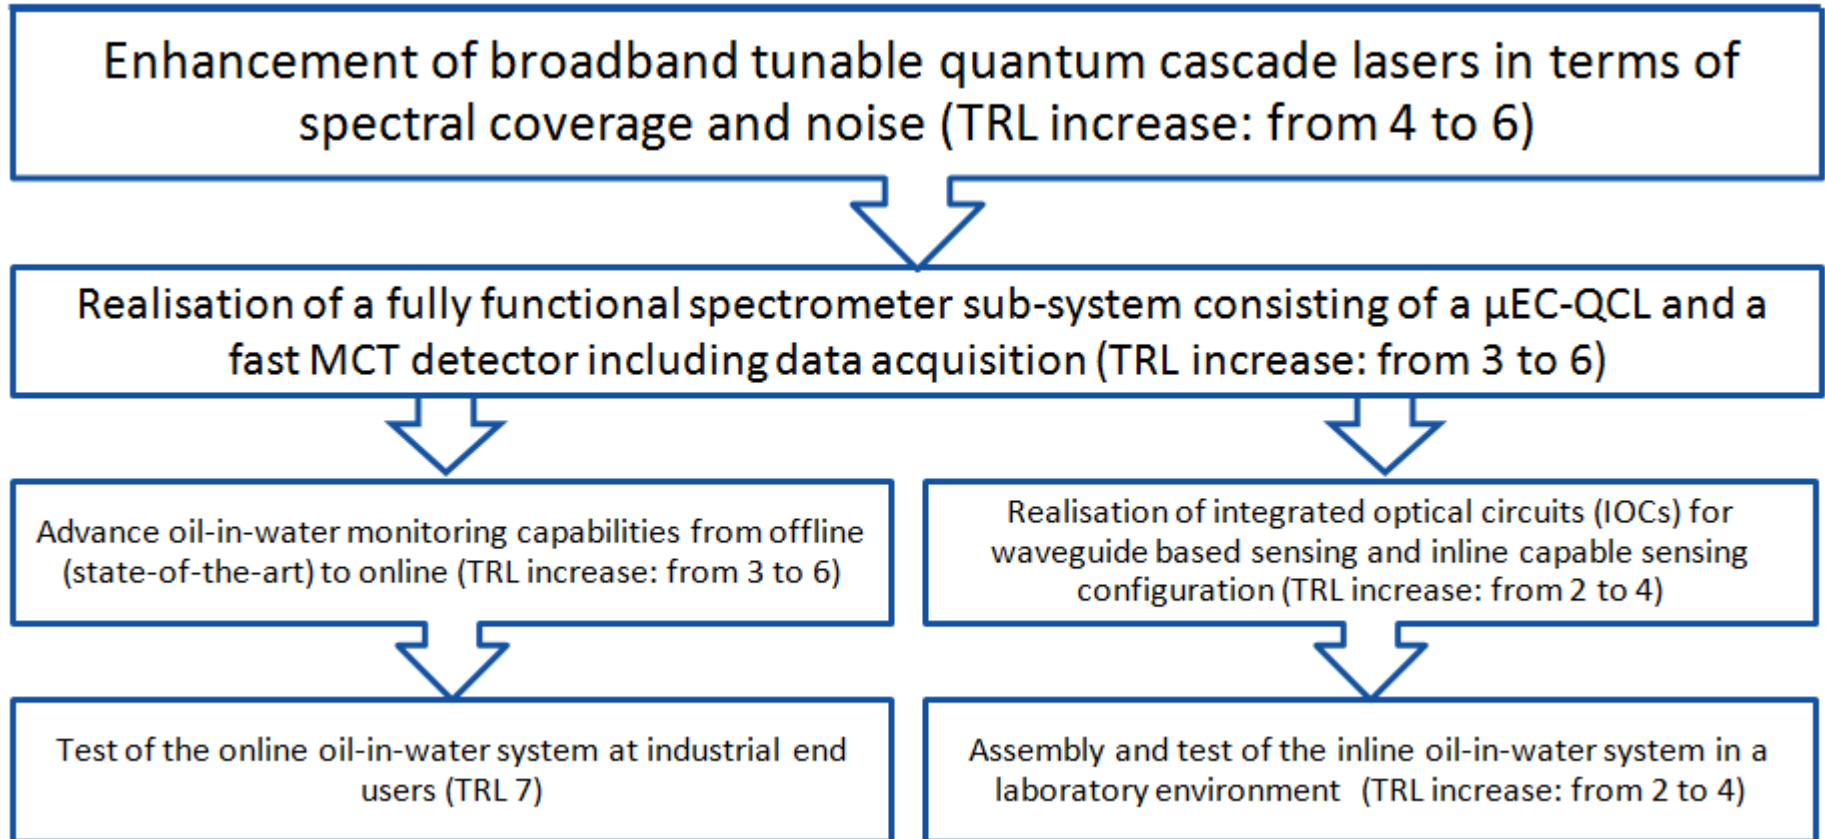 Enhancement of broadband tunable quantum cascade lasers in terms of
spectral coverage and noise (TRL increase: from 4 to 6)
Realisation of a fully functional spectrometer sub-system consisting of a µEC-QCL and a
fast MCT detector including data acquisition (TRL increase: from 3 to 6)
Advance oil-in-water monitoring capabilities from offline
(state-of-the-art) to online (TRL increase: from 3 to 6)
Realisation of integrated optical circuits (IOCs) for
waveguide based sensing and inline capable sensing
configuration (TRL increase: from 2 to 4)
Test of the online oil-in-water system at industrial end
users (TRL 7)
Assembly and test of the inline oil-in-water system in a
laboratory environment (TRL increase: from 2 to 4)